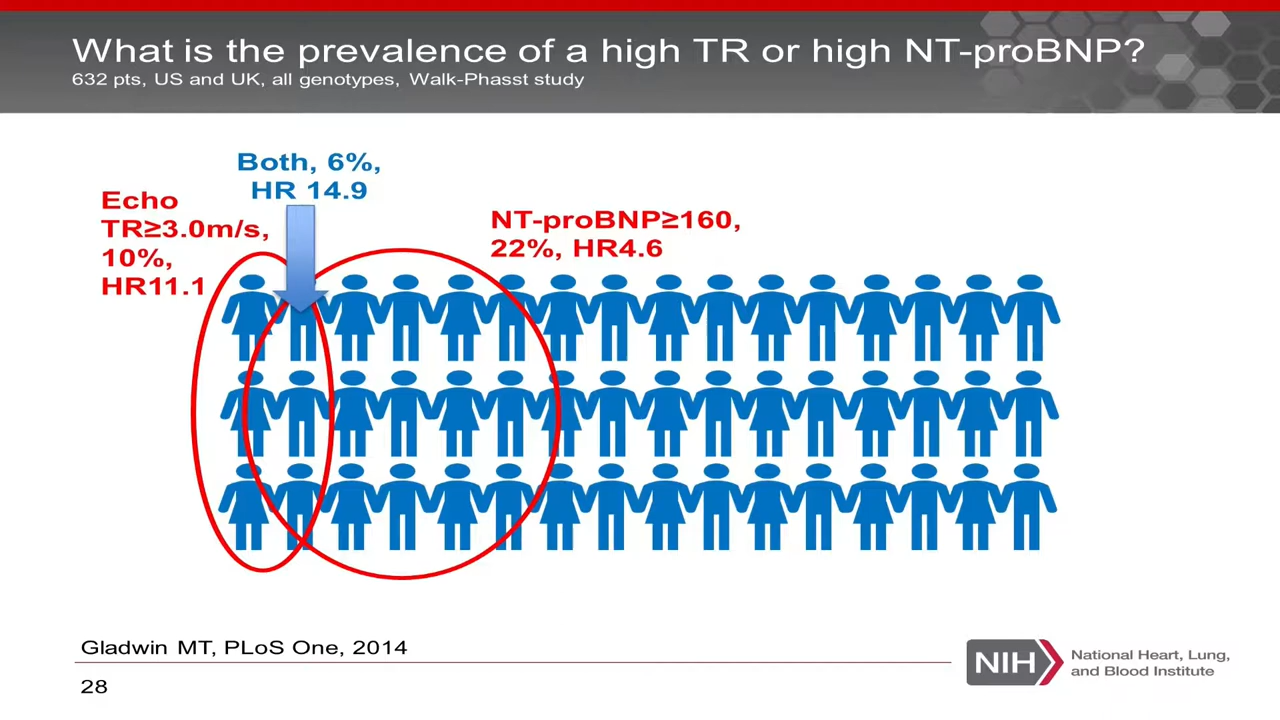 What is the prevalence of a high TR or high NT-proBNP?
632 pts, US and UK, all genotypes, Walk-Phasst study
Both, 6%,
HR 14.9
Echo
TR≥3.0m/s,
10%,
HR11.1
NT-proBNP≥160,
22%, HR4.6
Gladwin MT, PLoS One, 2014
28
NIH
National Heart, Lung,
and Blood Institute